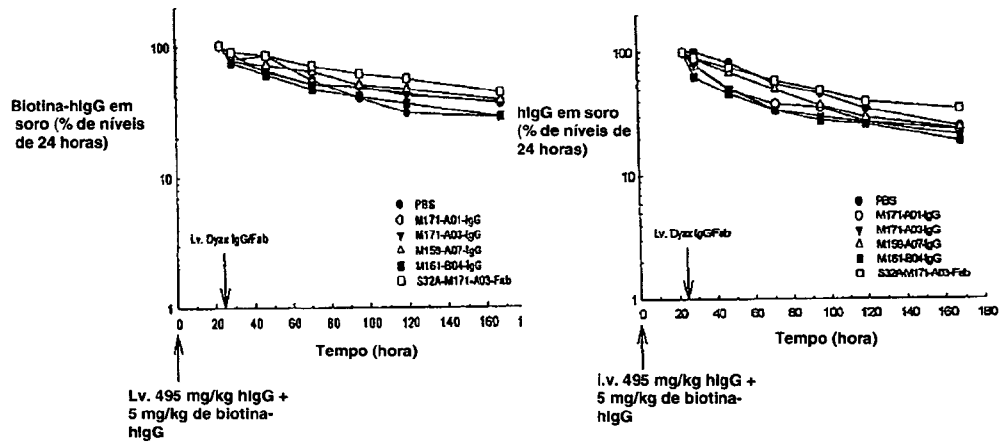 100
Biotina-hIgG em
soro (% de níveis
de 24 horas)
10
I.v. Dyax IgG/Fab
PBS
M171-A01-IgG
M171-A03-IgG
M159-A07-IgG
M161-B04-IgG
S32A-M171-A03-Fab
1
0 20 40 60 80 100 120 140 160 1
Tempo (hora)
I.v. 495 mg/kg hIgG +
5 mg/kg de biotina-
hIgG
100
hIgG em soro
(% de níveis de
24 horas)
10
I.v. Dyax IgG/Fab
PBS
M171-A01-IgG
M171-A03-IgG
M159-A07-IgG
M161-B04-IgG
S32A-M171-A03-Fab
1
0 20 40 60 80 100 120 140 160 180
Tempo (hora)
i.v. 495 mg/kg hIgG +
5 mg/kg de biotina-
hIgG